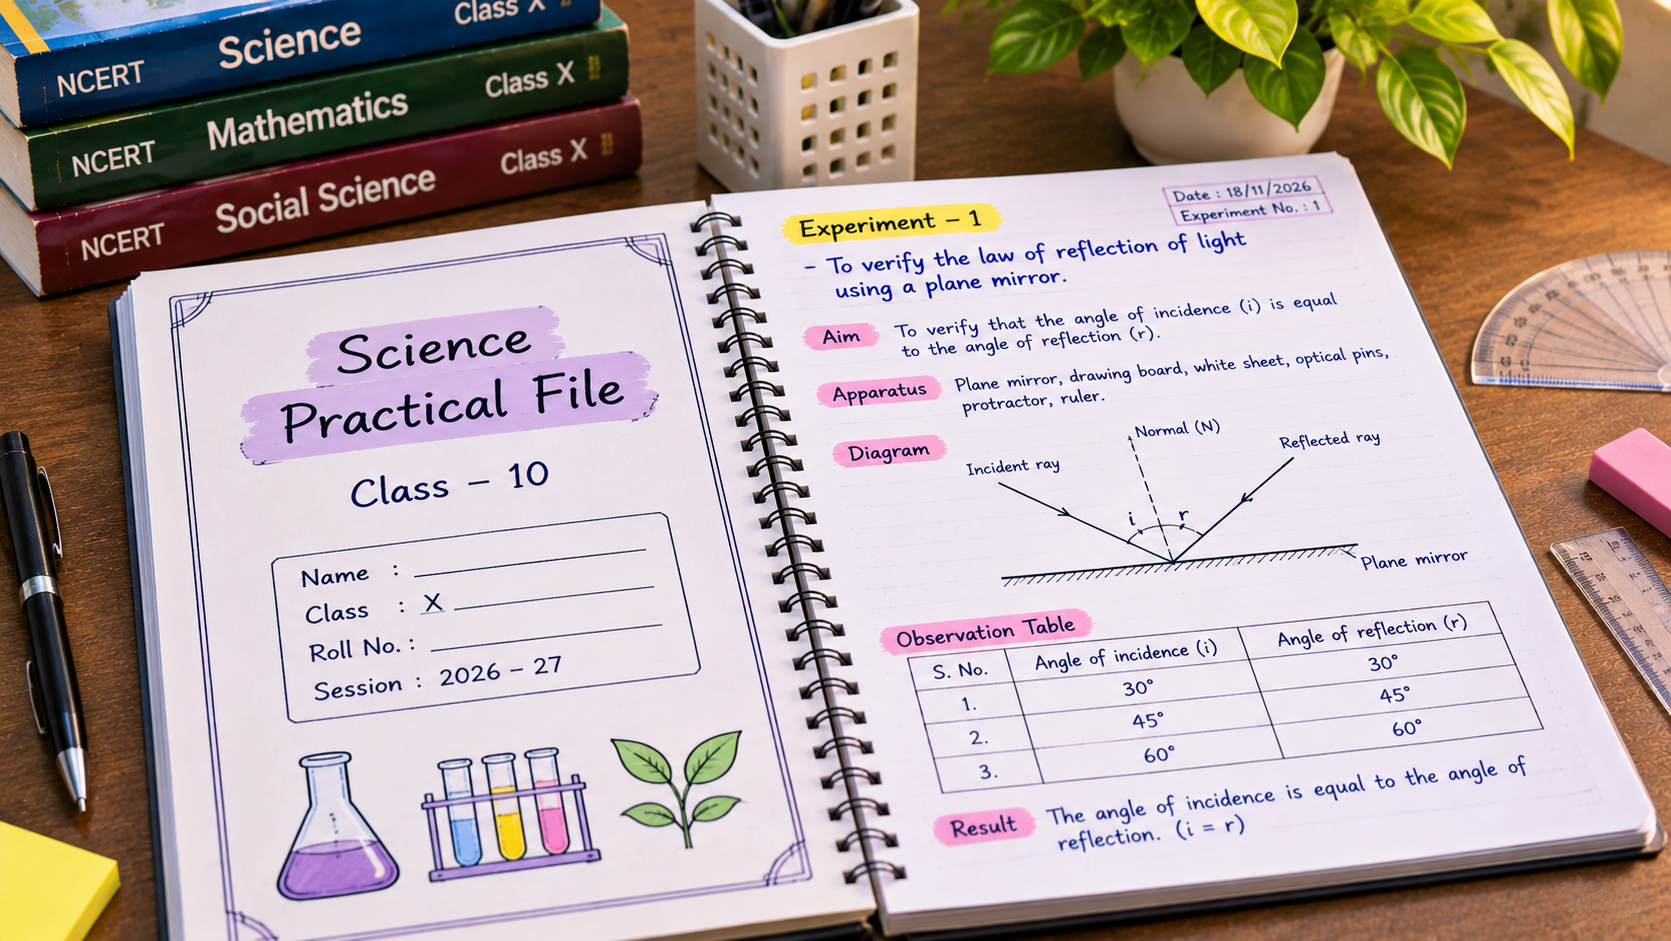 NCERT Science Class X
NCERT Mathematics Class X
NCERT Social Science Class X
Science
Practical File
Class – 10
Name :
Class : X
Roll No. :
Session : 2026 – 27
Date : 18/11/2026
Experiment No. : 1
Experiment – 1
– To verify the law of reflection of light
using a plane mirror.
Aim To verify that the angle of incidence (i) is equal
to the angle of reflection (r).
Apparatus Plane mirror, drawing board, white sheet, optical pins,
protractor, ruler.
Diagram
Normal (N)
Incident ray
Reflected ray
i r
Plane mirror
Observation Table
S. No. Angle of incidence (i) Angle of reflection (r)
1. 30° 30°
2. 45° 45°
3. 60° 60°
Result The angle of incidence is equal to the angle of
reflection. (i = r)